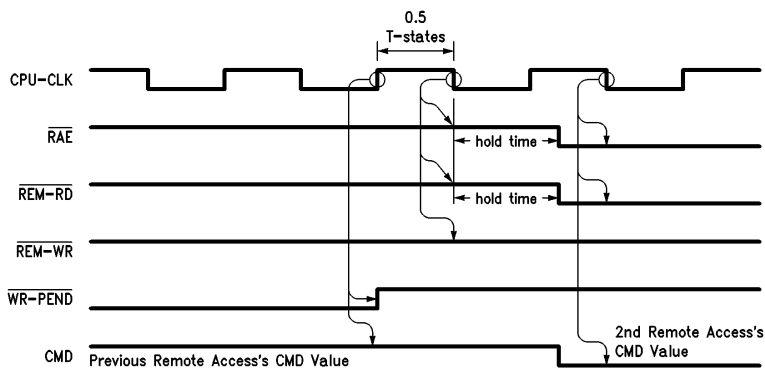 0.5
T-states
CPU-CLK
RAE
hold time
REM-RD
hold time
REM-WR
WR-PEND
2nd Remote Access's
CMD Value
CMD
Previous Remote Access's CMD Value